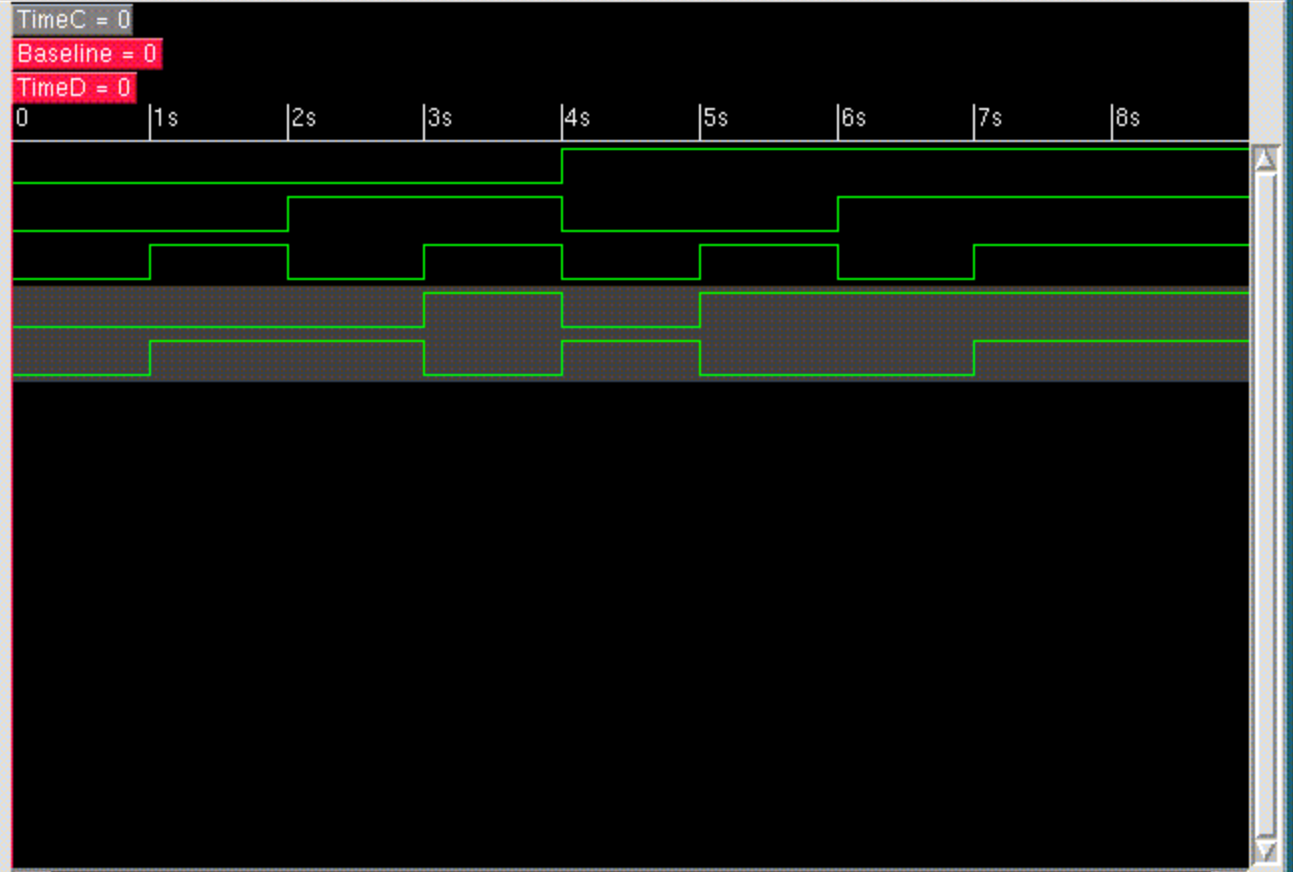 TimeC = 0
Baseline = 0
TimeD = 0
0 1s 2s 3s 4s 5s 6s 7s 8s